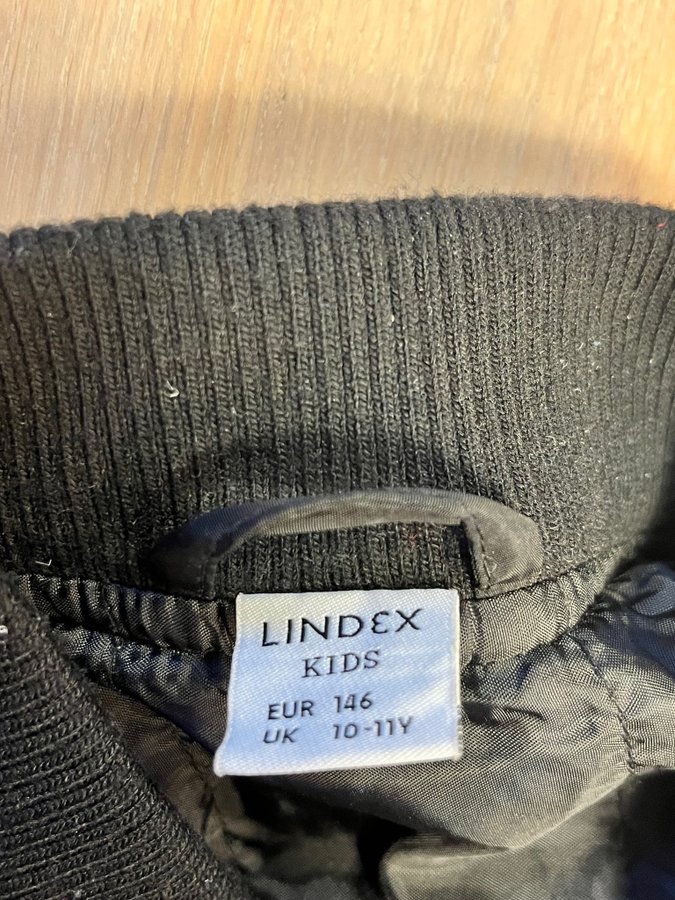 LINDEX
KIDS
EUR 146
UK 10-11Y